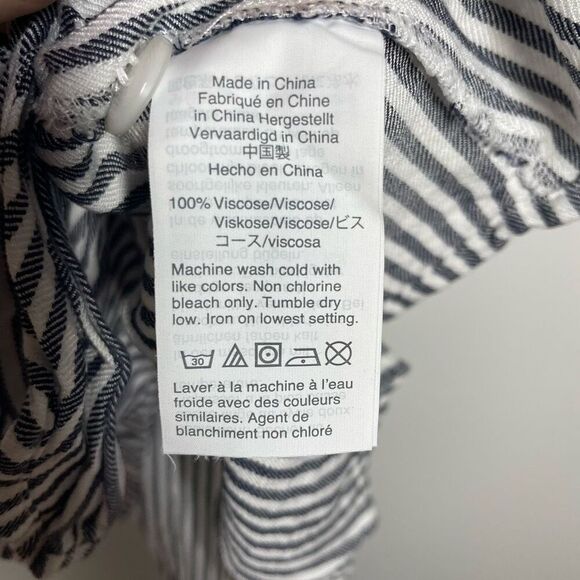 Made in China
Fabriqué en Chine
in China Hergestellt
Vervaardigd in China
中国製
Hecho en China
100% Viscose/Viscose/
Viskose/Viscose/ビス
コース/viscosa
Machine wash cold with
like colors. Non chlorine
bleach only. Tumble dry
low. Iron on lowest setting.
30
Laver à la machine à l'eau
froide avec des couleurs
similaires. Agent de
blanchiment non chloré